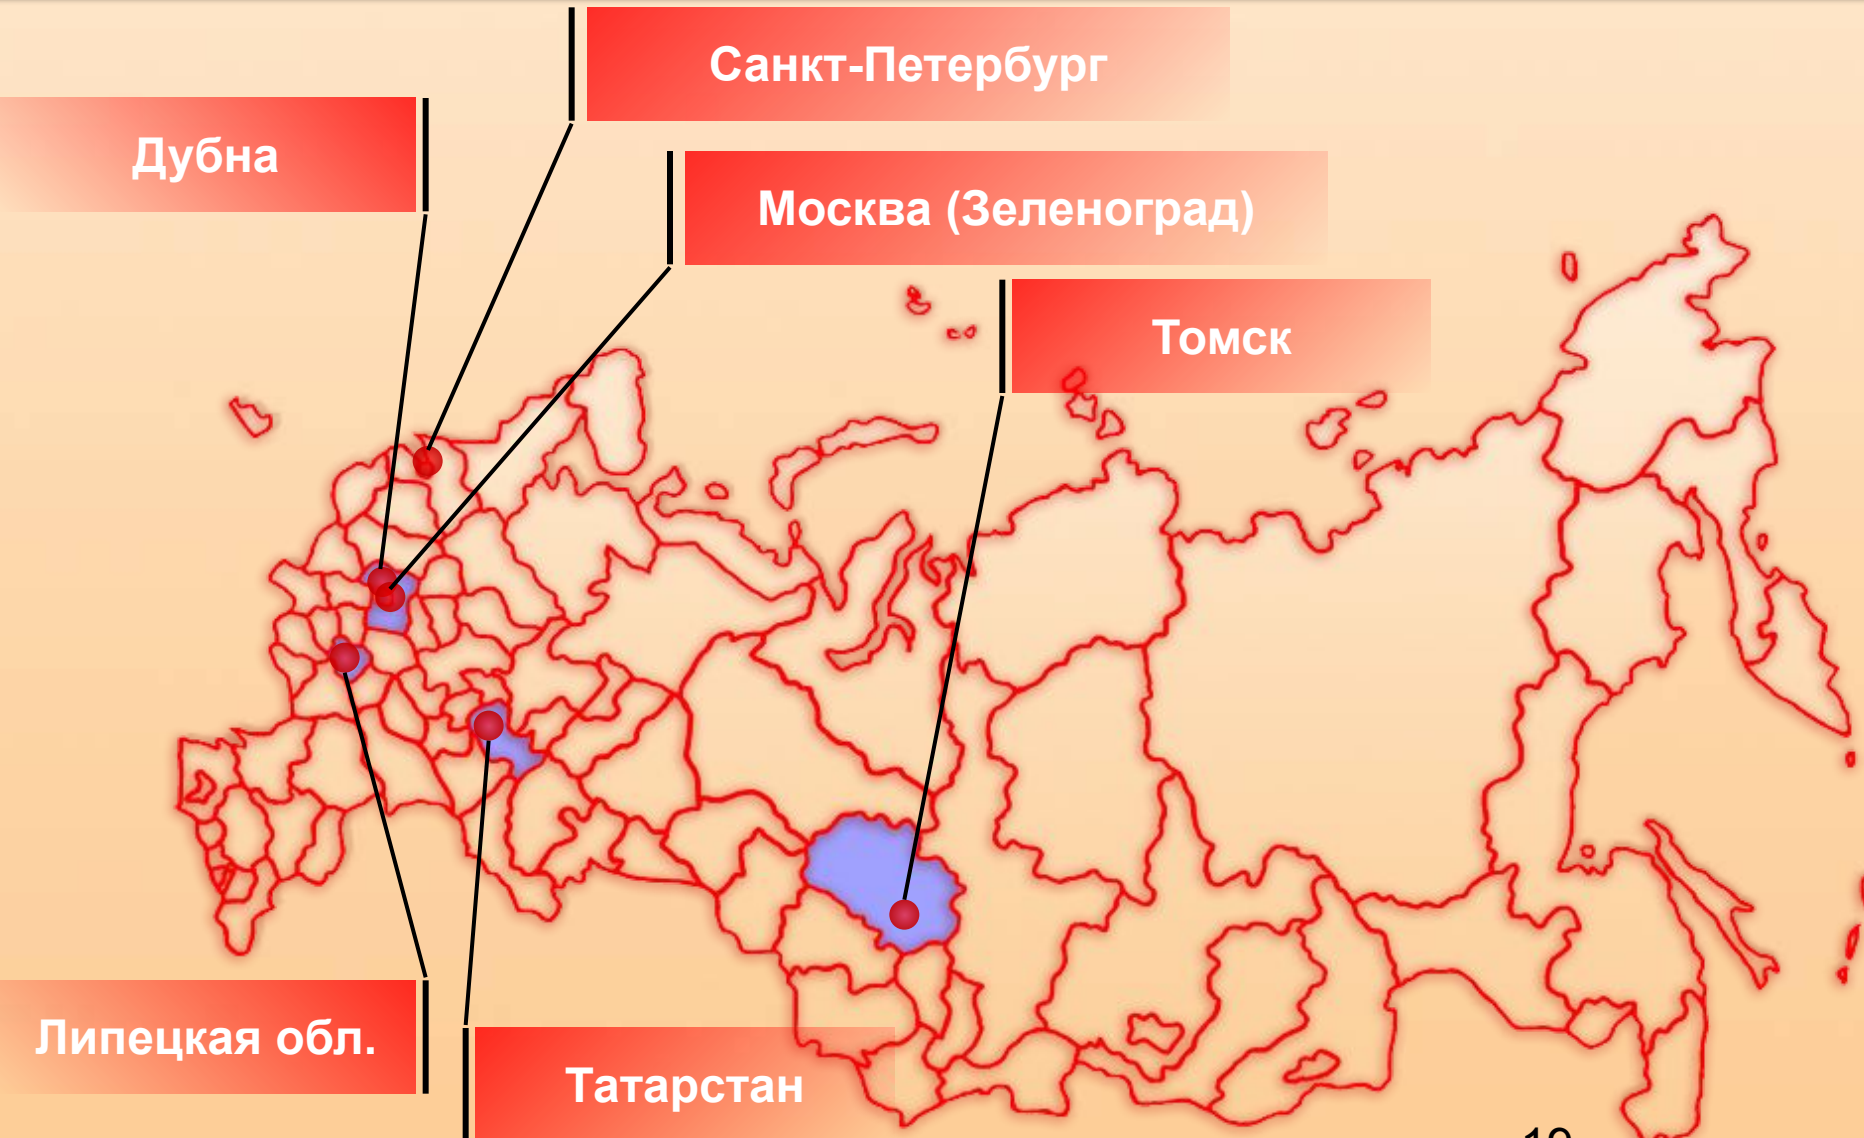 Санкт-Петербург
Дубна
Москва (Зеленоград)
Томск
Липецкая обл.
Татарстан